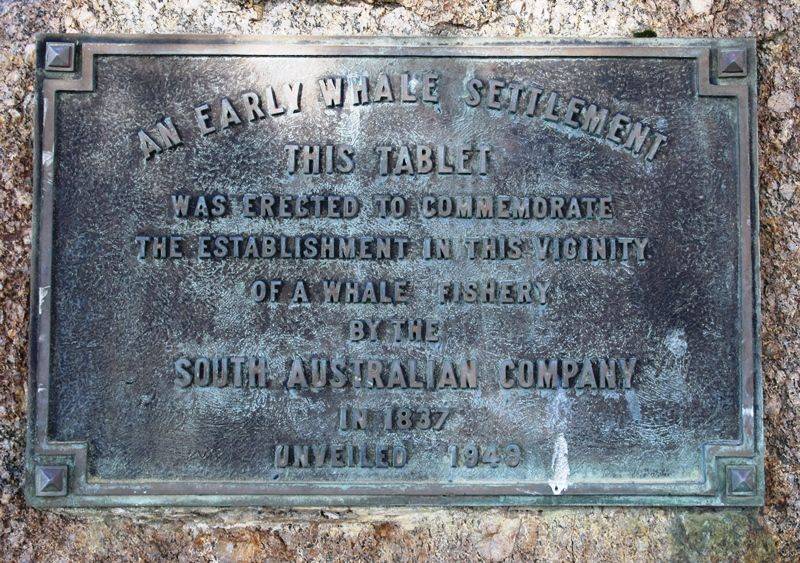 AN EARLY WHALE SETTLEMENT
THIS TABLET
WAS ERECTED TO COMMEMORATE
THE ESTABLISHMENT IN THIS VICINITY
OF A WHALE FISHERY
BY THE
SOUTH AUSTRALIAN COMPANY
IN 1837
UNVEILED 1949